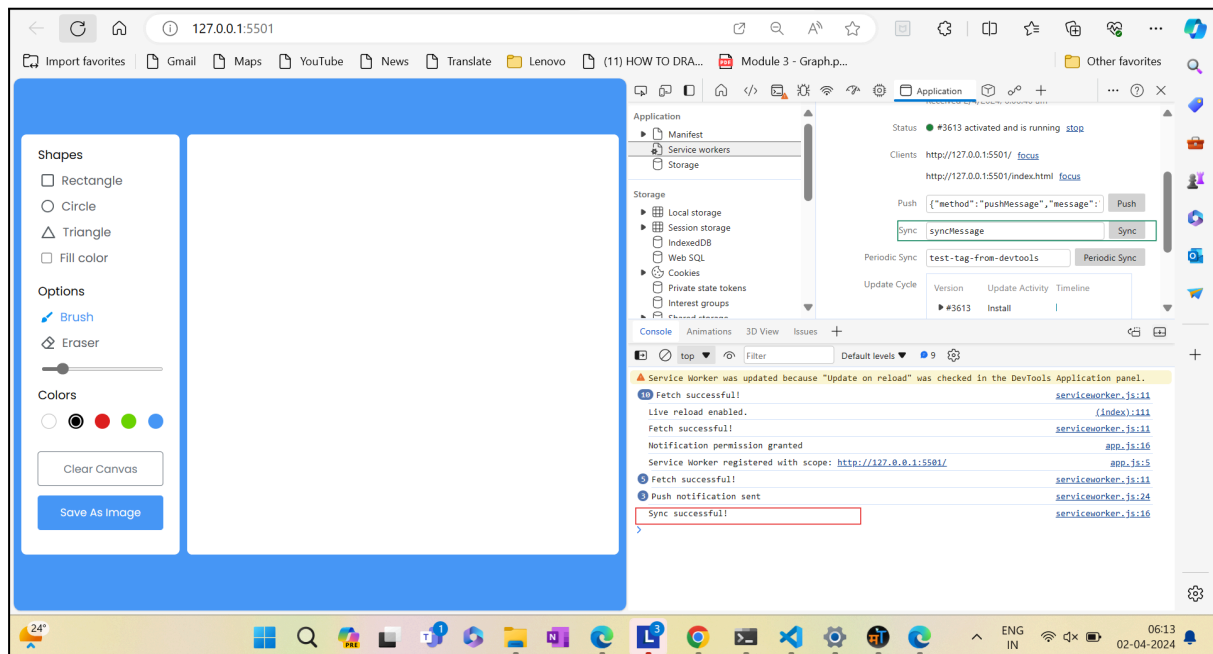 127.0.0.1:5501
Import favorites Gmail Maps YouTube News Translate Lenovo (11) HOW TO DRA... Module 3 - Graph.p... Other favorites
Shapes
Rectangle
Circle
Triangle
Fill color
Options
Brush
Eraser
Colors
Clear Canvas
Save As Image
Application
Application
Manifest
Service workers
Storage
Storage
Local storage
Session storage
IndexedDB
Web SQL
Cookies
Private state tokens
Interest groups
Shared storage
Status #3613 activated and is running stop
Clients http://127.0.0.1:5501/ focus
http://127.0.0.1:5501/index.html focus
Push {"method":"pushMessage","message": Push
Sync syncMessage Sync
Periodic Sync test-tag-from-devtools Periodic Sync
Update Cycle Version Update Activity Timeline
#3613 Install
Console Animations 3D View Issues
top Filter Default levels 9
Service Worker was updated because "Update on reload" was checked in the DevTools Application panel.
10 Fetch successful! serviceworker.js:11
Live reload enabled. (index):111
Fetch successful! serviceworker.js:11
Notification permission granted app.js:16
Service Worker registered with scope: http://127.0.0.1:5501/ app.js:5
5 Fetch successful! serviceworker.js:11
3 Push notification sent serviceworker.js:24
Sync successful! serviceworker.js:16
24° PRE 1 3 ENG 06:13
IN 02-04-2024